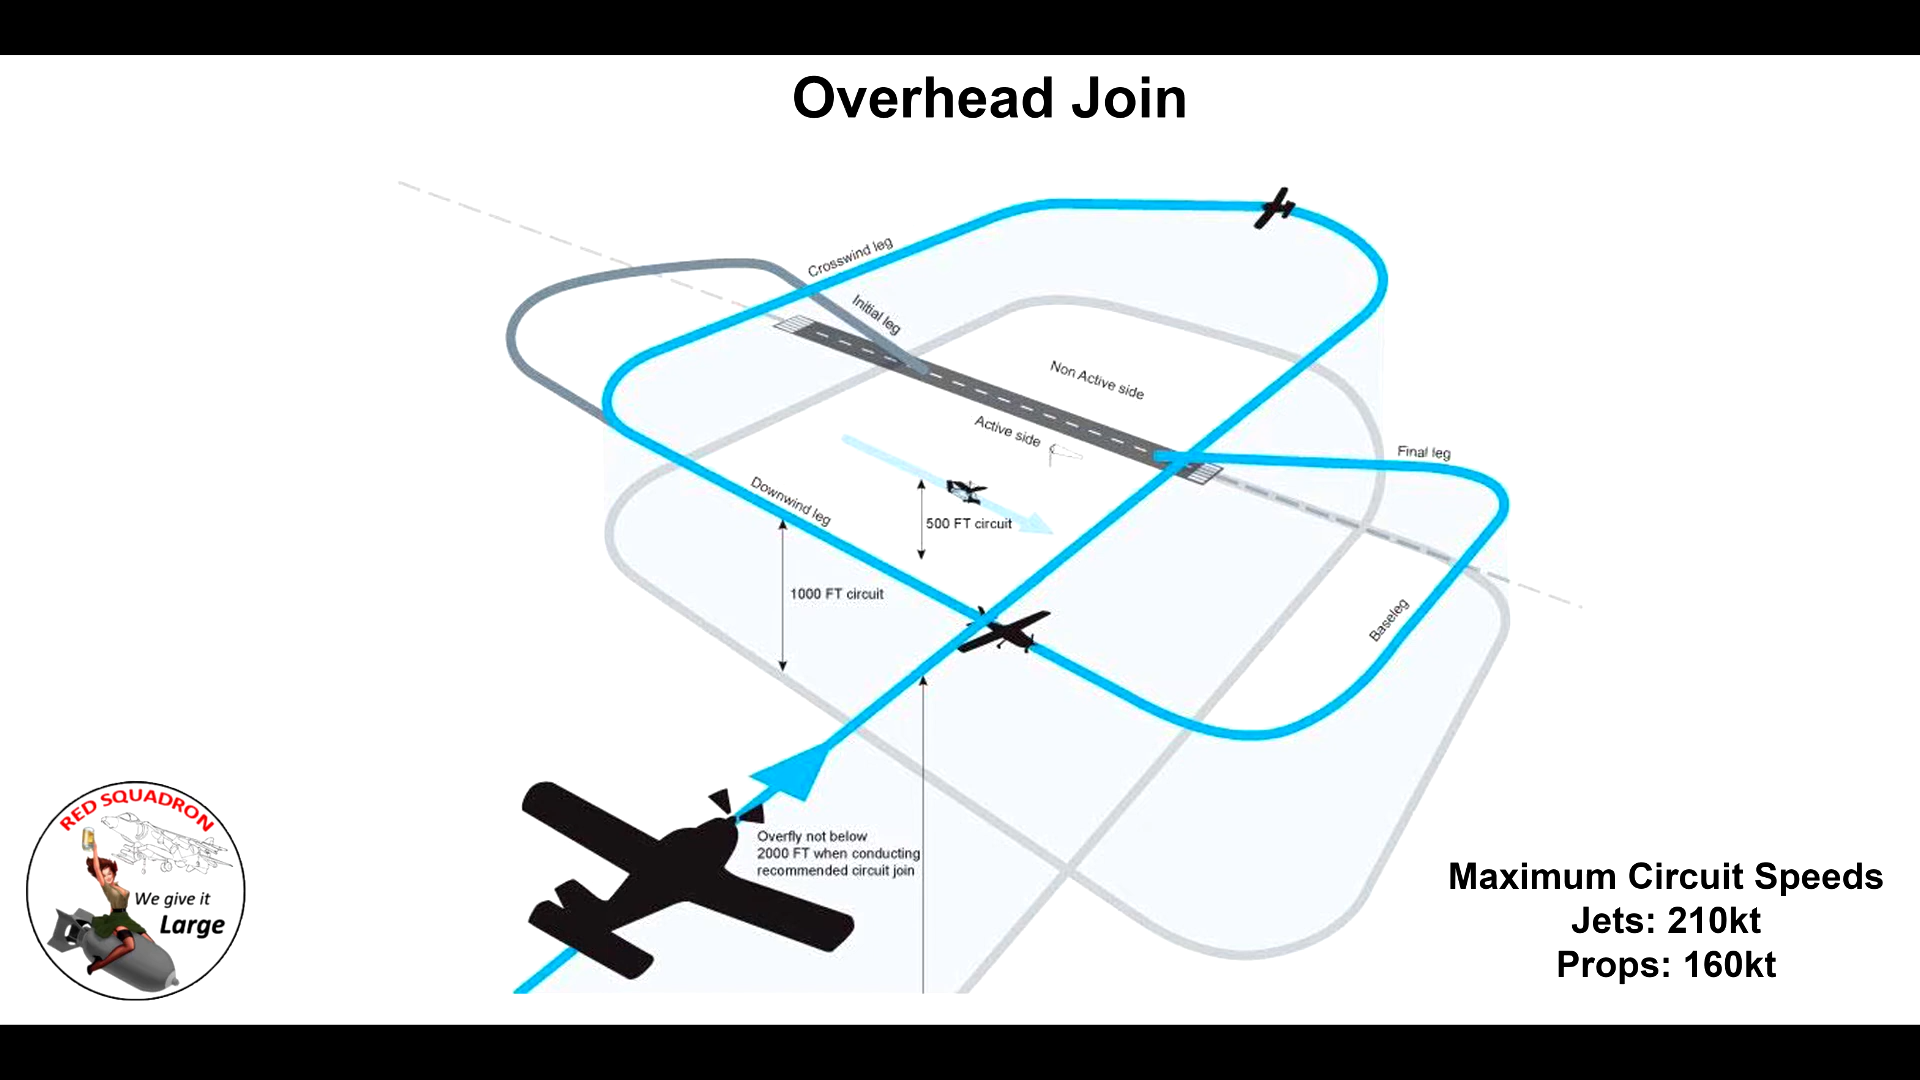 Overhead Join
Crosswind leg
Initial leg
Non Active side
Active side
Final leg
Downwind leg
500 FT circuit
1000 FT circuit
Baseleg
Overfly not below
2000 FT when conducting
recommended circuit join
RED SQUADRON
We give it
Large
Maximum Circuit Speeds
Jets: 210kt
Props: 160kt